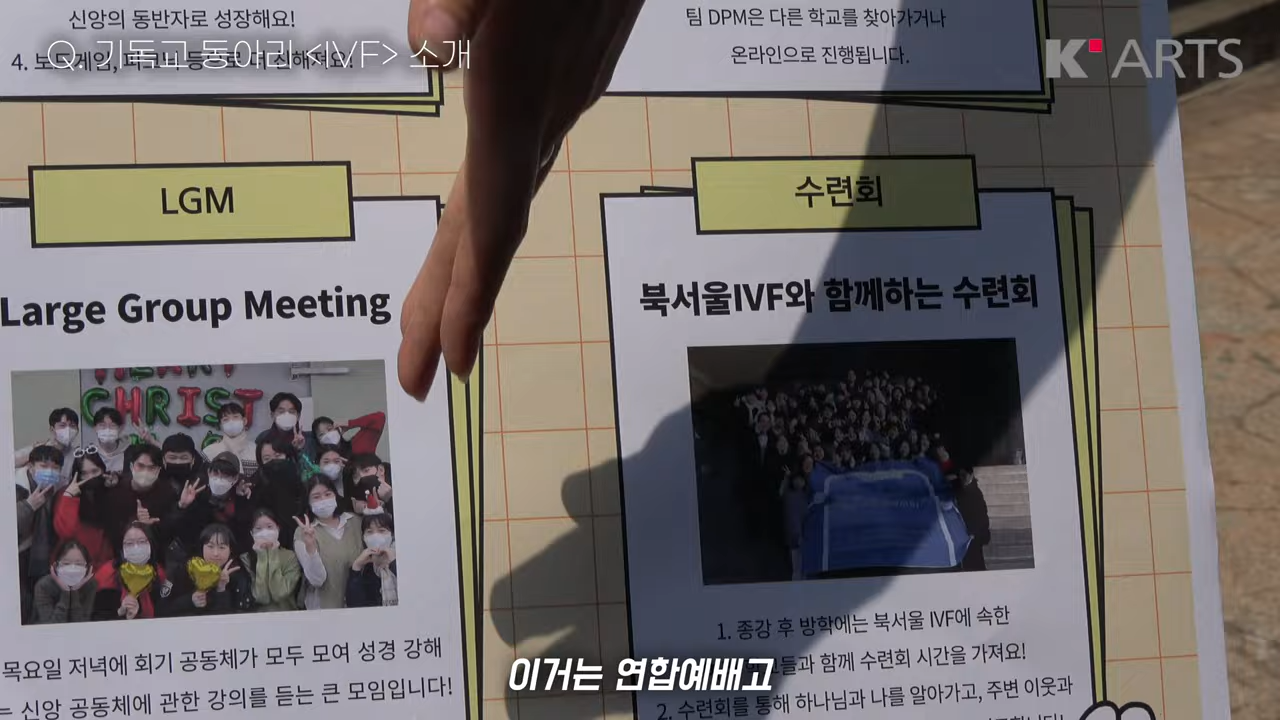 신앙의 동반자로 성장해요!
팀 DPM은 다른 학교를 찾아가거나
온라인으로 진행됩니다.
Q. 기독교 동아리 <IVF> 소개
K ARTS
LGM
수련회
Large Group Meeting
북서울IVF와 함께하는 수련회
CHRIST
목요일 저녁에 회기 공동체가 모두 모여 성경 강해
신앙 공동체에 관한 강의를 듣는 큰 모임입니다!
1. 종강 후 방학에는 북서울 IVF에 속한
함께 수련회 시간을 가져요!
2. 수련회를 통해 하나님과 나를 알아가고, 주변 이웃과
이거는 연합예배고